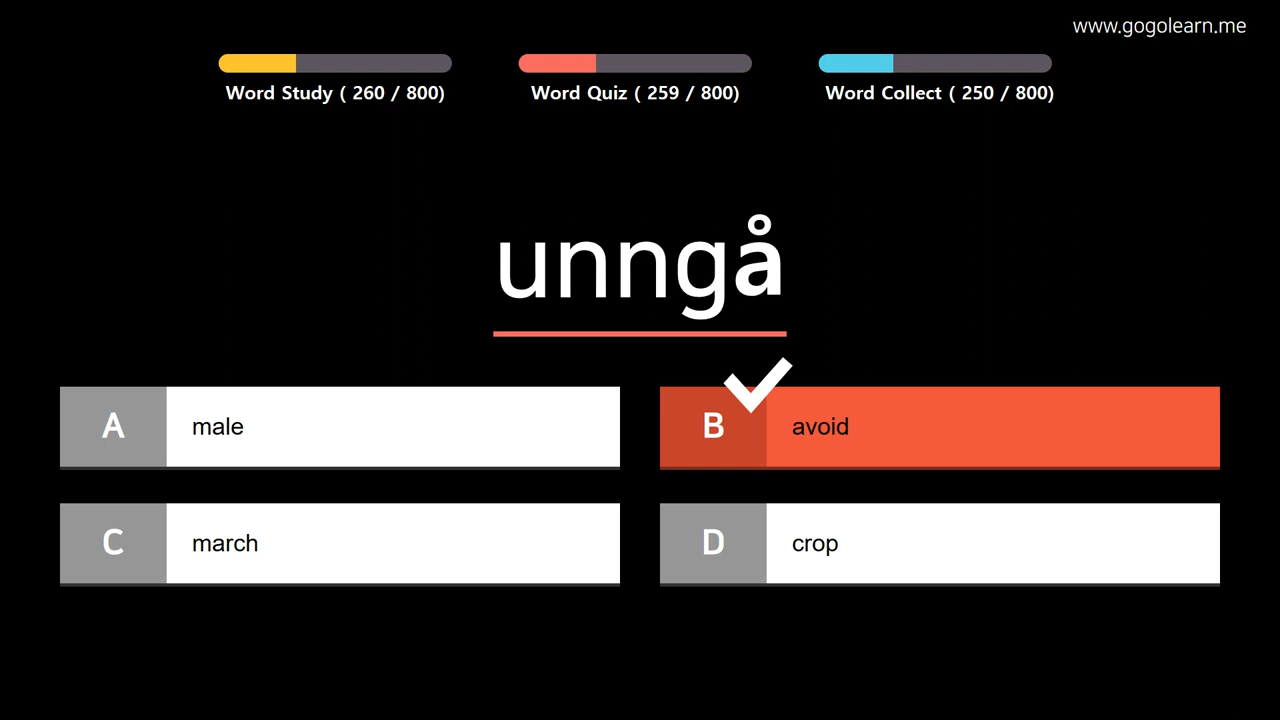 www.gogolearn.me
Word Study ( 260 / 800)
Word Quiz ( 259 / 800)
Word Collect ( 250 / 800)
unngå
A male
B avoid
C march
D crop